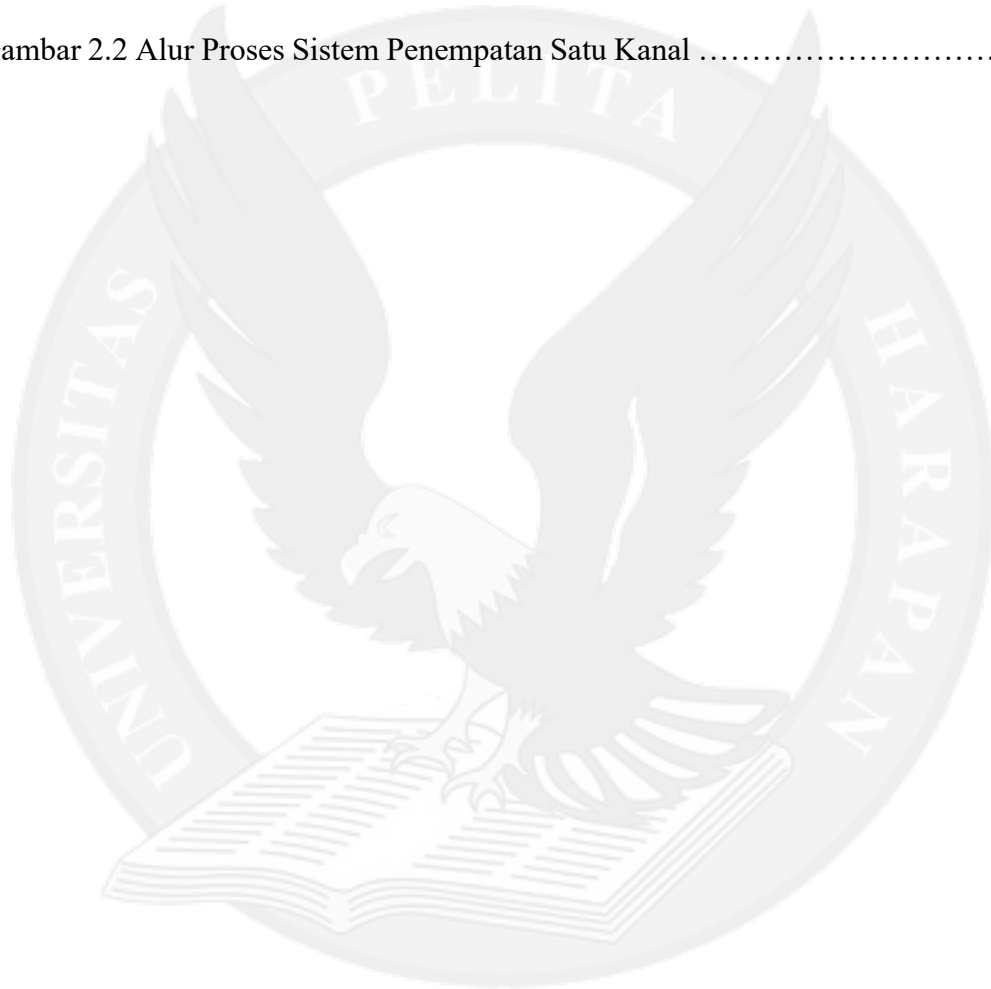 ambar 2.2 Alur Proses Sistem Penempatan Satu Kanal ………………………
UNIVERSITAS PELITA HARAPAN